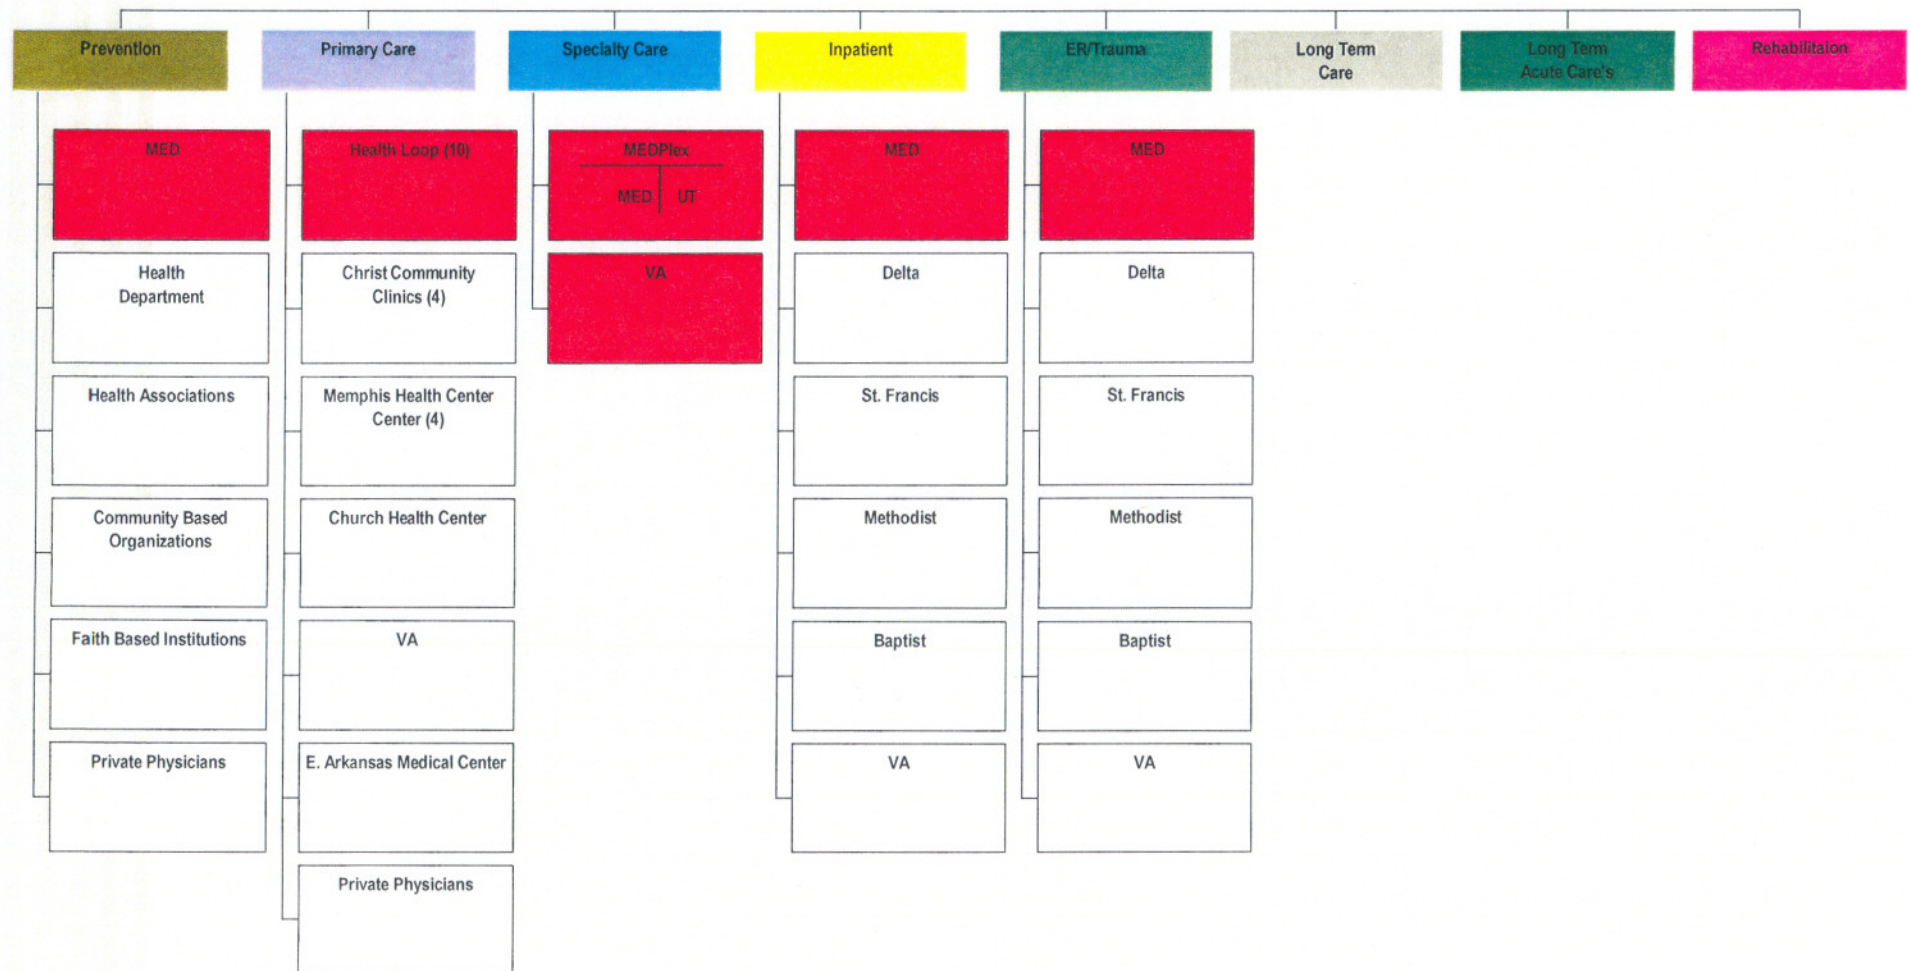 Prevention
Primary Care
Specialty Care
Inpatient
ER/Trauma
Long Term
Care
Long Term
Acute Care's
Rehabilitaion
MED
Health
Department
Health Associations
Community Based
Organizations
Faith Based Institutions
Private Physicians
Health Loop (10)
Christ Community
Clinics (4)
Memphis Health Center
Center (4)
Church Health Center
VA
E. Arkansas Medical Center
Private Physicians
MEDPlex
MED UT
VA
MED
Delta
St. Francis
Methodist
Baptist
VA
MED
Delta
St. Francis
Methodist
Baptist
VA